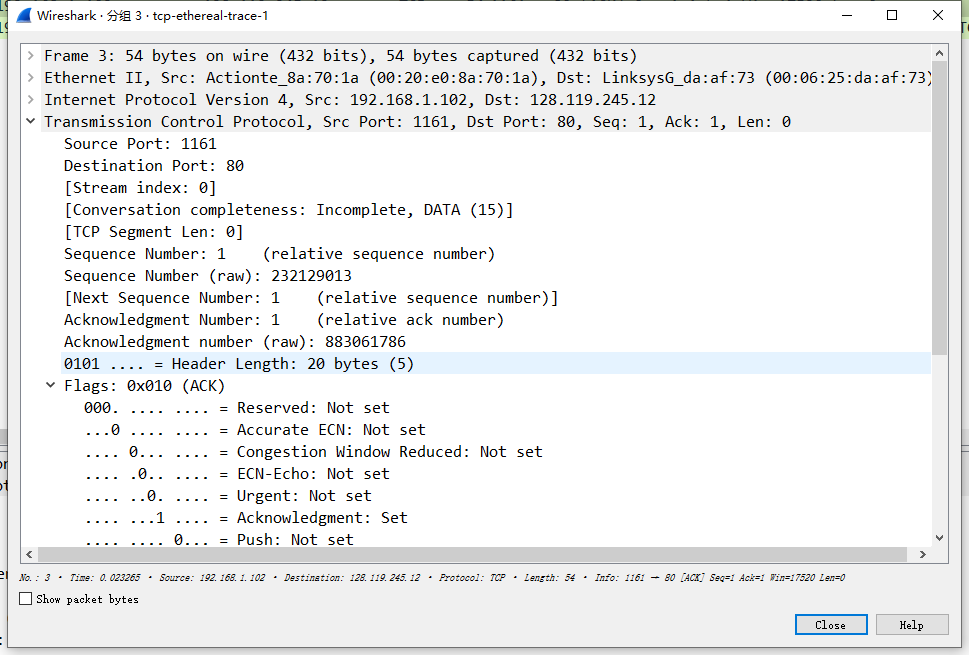 Wireshark · 分组 3 · tcp-ethereal-trace-1
Frame 3: 54 bytes on wire (432 bits), 54 bytes captured (432 bits)
Ethernet II, Src: Actionte_8a:70:1a (00:20:e0:8a:70:1a), Dst: LinksysG_da:af:73 (00:06:25:da:af:73)
Internet Protocol Version 4, Src: 192.168.1.102, Dst: 128.119.245.12
Transmission Control Protocol, Src Port: 1161, Dst Port: 80, Seq: 1, Ack: 1, Len: 0
Source Port: 1161
Destination Port: 80
[Stream index: 0]
[Conversation completeness: Incomplete, DATA (15)]
[TCP Segment Len: 0]
Sequence Number: 1    (relative sequence number)
Sequence Number (raw): 232129013
[Next Sequence Number: 1    (relative sequence number)]
Acknowledgment Number: 1    (relative ack number)
Acknowledgment number (raw): 883061786
0101 .... = Header Length: 20 bytes (5)
Flags: 0x010 (ACK)
000. .... .... = Reserved: Not set
...0 .... .... = Accurate ECN: Not set
.... 0... .... = Congestion Window Reduced: Not set
.... .0.. .... = ECN-Echo: Not set
.... ..0. .... = Urgent: Not set
.... ...1 .... = Acknowledgment: Set
.... .... 0... = Push: Not set
No.: 3 · Time: 0.023265 · Source: 192.168.1.102 · Destination: 128.119.245.12 · Protocol: TCP · Length: 54 · Info: 1161 → 80 [ACK] Seq=1 Ack=1 Win=17520 Len=0
Show packet bytes
Close
Help